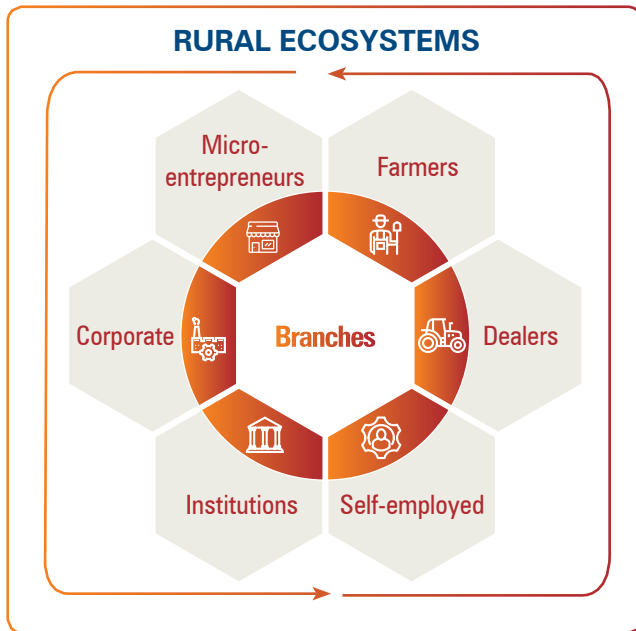 RURAL ECOSYSTEMS
Micro-
entrepreneurs
Farmers
Corporate
Branches
Dealers
Institutions
Self-employed